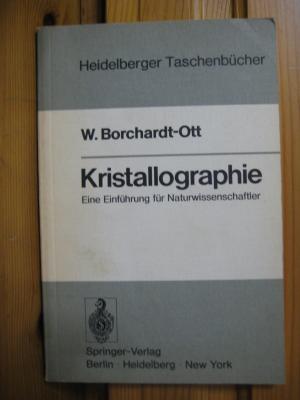 Heidelberger Taschenbücher
W. Borchardt-Ott
Kristallographie
Eine Einführung für Naturwissenschaftler
Springer-Verlag
Berlin · Heidelberg · New York